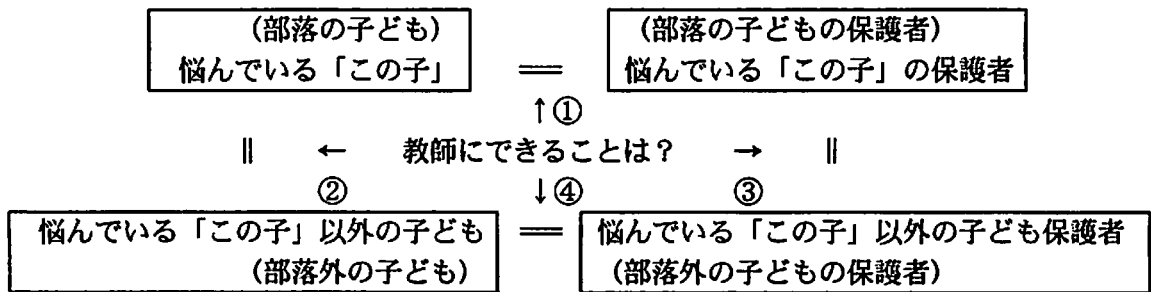 (部落の子ども) (部落の子どもの保護者)
悩んでいる「この子」 == 悩んでいる「この子」の保護者
↑①
‖ ← 教師にできることは？ → ‖
② ↓④ ③
悩んでいる「この子」以外の子ども == 悩んでいる「この子」以外の子ども保護者
(部落外の子ども) (部落外の子どもの保護者)